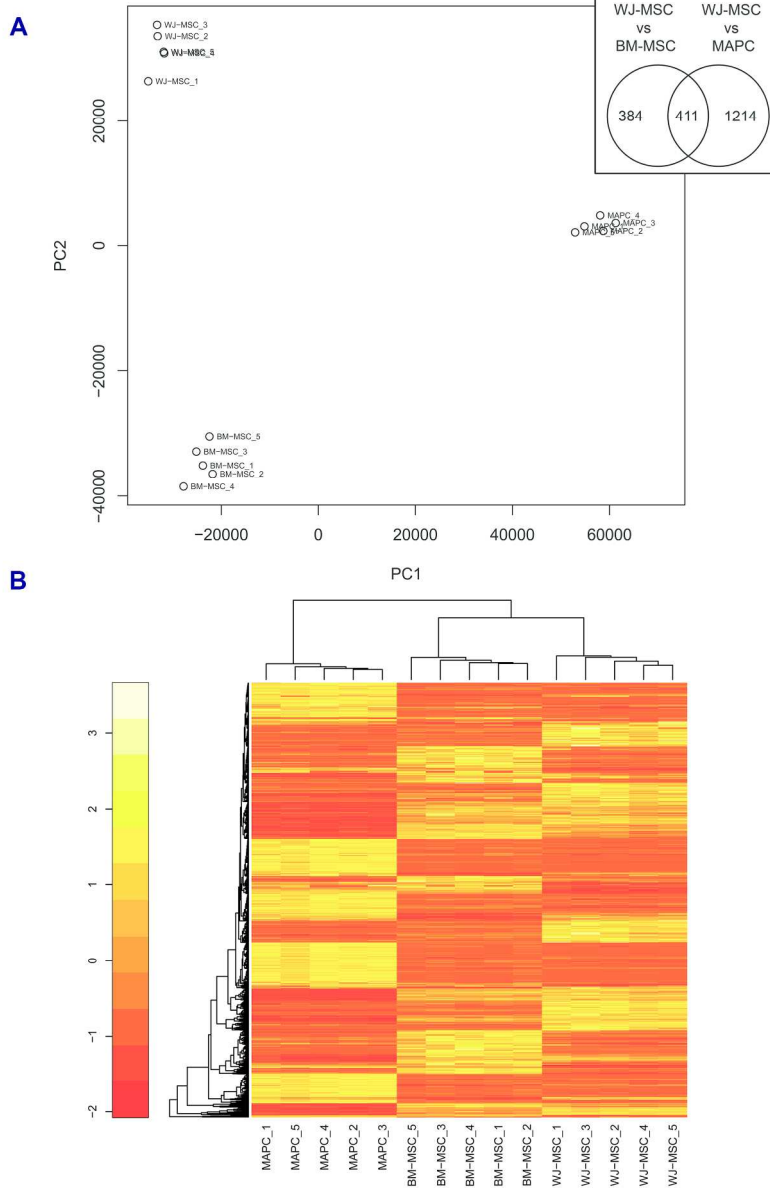 A
WJ-MSC
vs
BM-MSC
WJ-MSC
vs
MAPC
384
411
1214
WJ−MSC_3
WJ−MSC_2
WJ−MSC_1
MAPC_4
MAPC_3
MAPC_2
BM−MSC_5
BM−MSC_3
BM−MSC_1
BM−MSC_2
BM−MSC_4
PC2
20000
0
−20000
−40000
−20000
0
20000
40000
60000
PC1
B
3
2
1
0
−1
−2
MAPC_1
MAPC_5
MAPC_4
MAPC_2
MAPC_3
BM−MSC_5
BM−MSC_3
BM−MSC_4
BM−MSC_1
BM−MSC_2
WJ−MSC_1
WJ−MSC_3
WJ−MSC_2
WJ−MSC_4
WJ−MSC_5